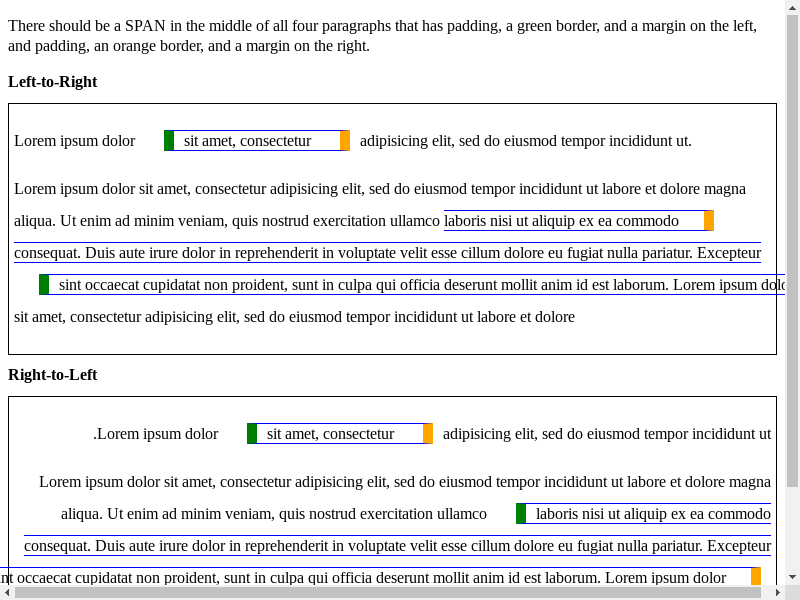 There should be a SPAN in the middle of all four paragraphs that has padding, a green border, and a margin on the left,
and padding, an orange border, and a margin on the right.
Left-to-Right
Lorem ipsum dolor sit amet, consectetur adipisicing elit, sed do eiusmod tempor incididunt ut.
Lorem ipsum dolor sit amet, consectetur adipisicing elit, sed do eiusmod tempor incididunt ut labore et dolore magna
aliqua. Ut enim ad minim veniam, quis nostrud exercitation ullamco laboris nisi ut aliquip ex ea commodo
consequat. Duis aute irure dolor in reprehenderit in voluptate velit esse cillum dolore eu fugiat nulla pariatur. Excepteur
sint occaecat cupidatat non proident, sunt in culpa qui officia deserunt mollit anim id est laborum. Lorem ipsum
sit amet, consectetur adipisicing elit, sed do eiusmod tempor incididunt ut labore et dolore
Right-to-Left
.Lorem ipsum dolor sit amet, consectetur adipisicing elit, sed do eiusmod tempor incididunt ut
Lorem ipsum dolor sit amet, consectetur adipisicing elit, sed do eiusmod tempor incididunt ut labore et dolore magna
aliqua. Ut enim ad minim veniam, quis nostrud exercitation ullamco laboris nisi ut aliquip ex ea commodo
consequat. Duis aute irure dolor in reprehenderit in voluptate velit esse cillum dolore eu fugiat nulla pariatur. Excepteur
occaecat cupidatat non proident, sunt in culpa qui officia deserunt mollit anim id est laborum. Lorem ipsum dolor